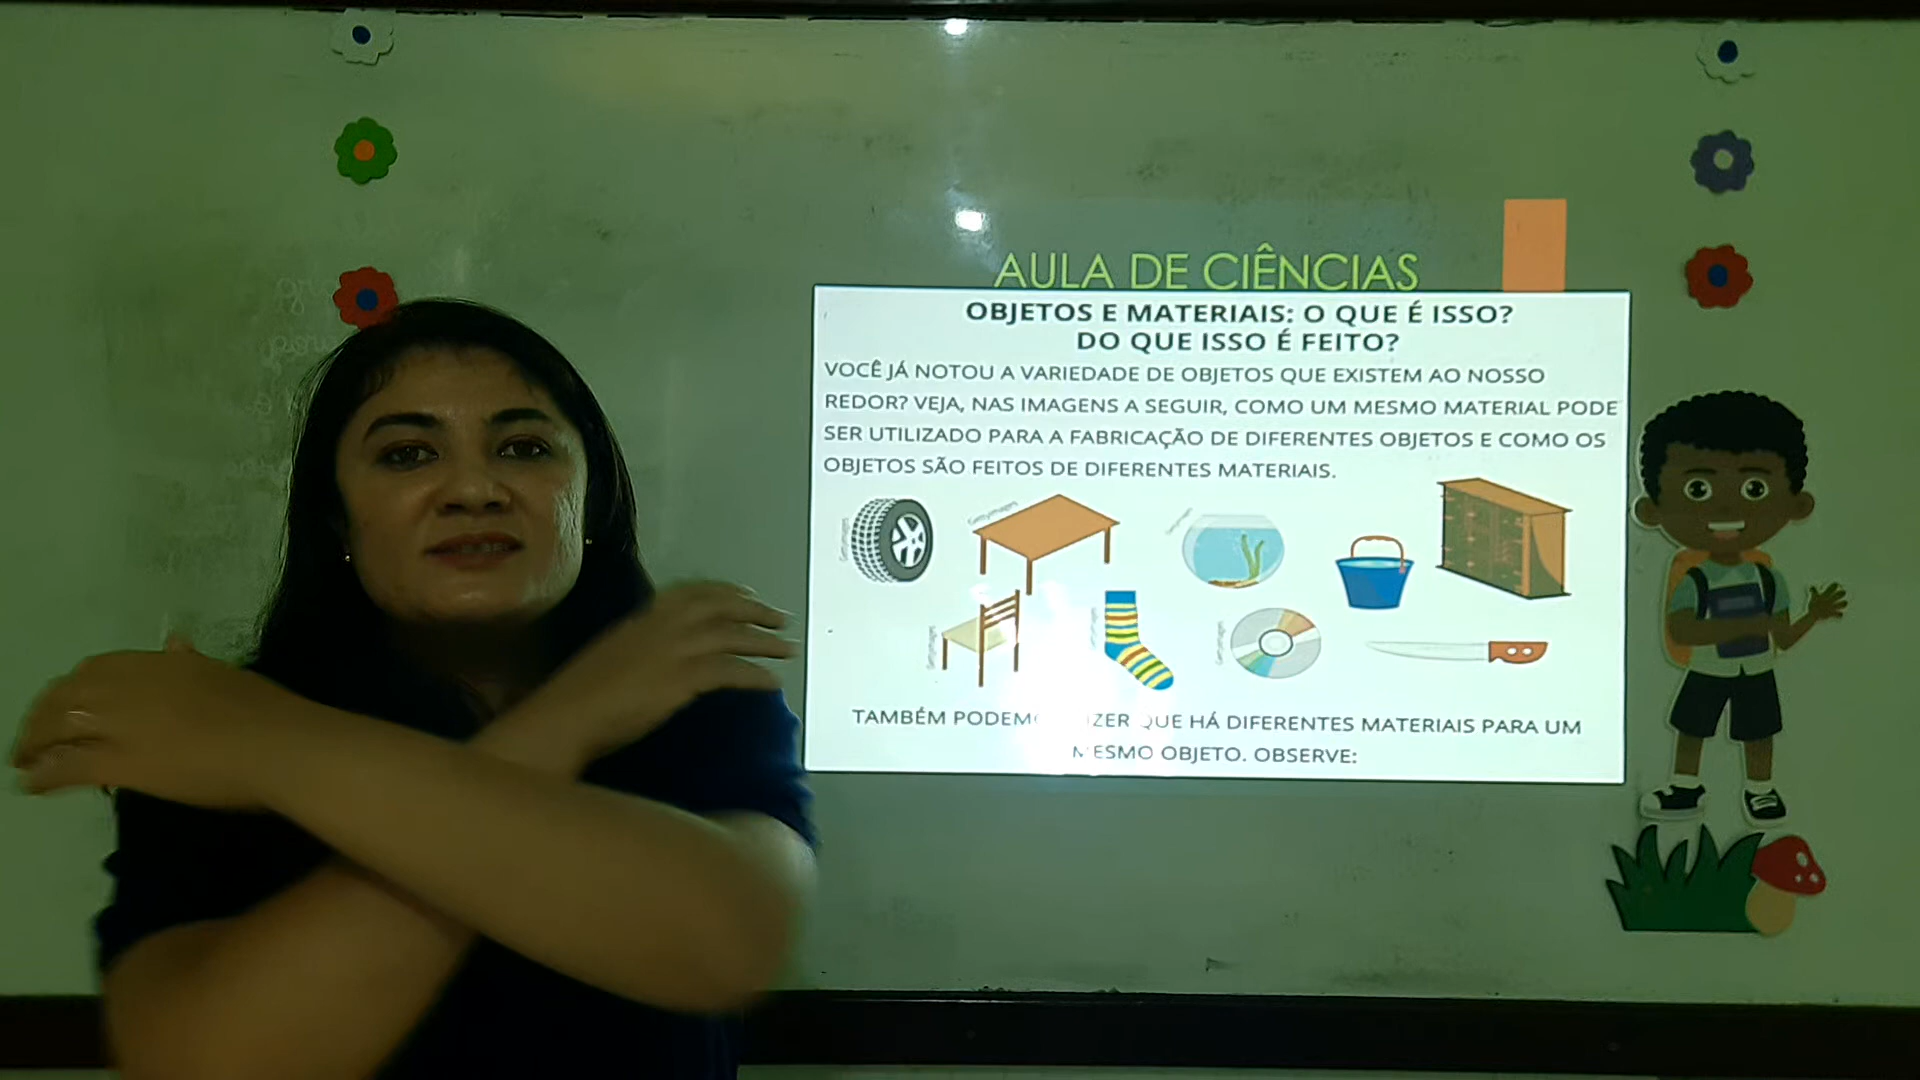 AULA DE CIÊNCIAS
OBJETOS E MATERIAIS: O QUE É ISSO?
DO QUE ISSO É FEITO?
VOCÊ JÁ NOTOU A VARIEDADE DE OBJETOS QUE EXISTEM AO NOSSO
REDOR? VEJA, NAS IMAGENS A SEGUIR, COMO UM MESMO MATERIAL PODE
SER UTILIZADO PARA A FABRICAÇÃO DE DIFERENTES OBJETOS E COMO OS
OBJETOS SÃO FEITOS DE DIFERENTES MATERIAIS.
TAMBÉM QUE HÁ DIFERENTES MATERIAIS PARA UM
MESMO OBJETO. OBSERVE: